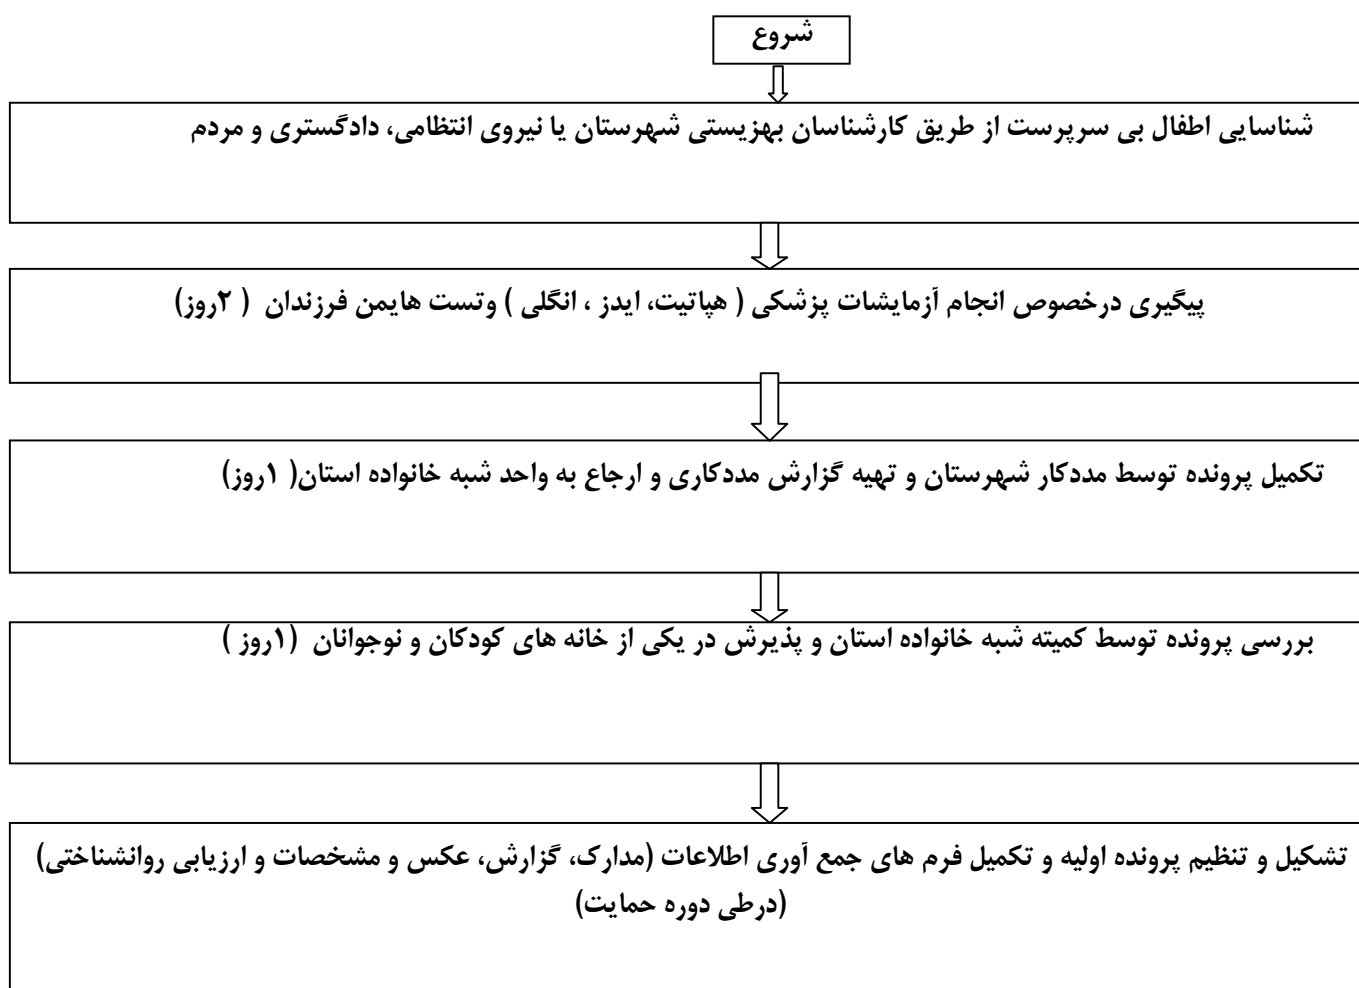 شروع
شناسایی اطفال بی سرپرست از طریق کارشناسان بهزیستی شهرستان یا نیروی انتظامی، دادگستری و مردم
پیگیری درخصوص انجام آزمایشات پزشکی ( هپاتیت، ایدز ، انگلی ) وتست هایمن فرزندان ( ۲روز)
تکمیل پرونده توسط مددکار شهرستان و تهیه گزارش مددکاری و ارجاع به واحد شبه خانواده استان( ۱روز)
بررسی پرونده توسط کمیته شبه خانواده استان و پذیرش در یکی از خانه های کودکان و نوجوانان (۱روز )
تشکیل و تنظیم پرونده اولیه و تکمیل فرم های جمع آوری اطلاعات (مدارک، گزارش، عکس و مشخصات و ارزیابی روانشناختی)
(درطی دوره حمایت)